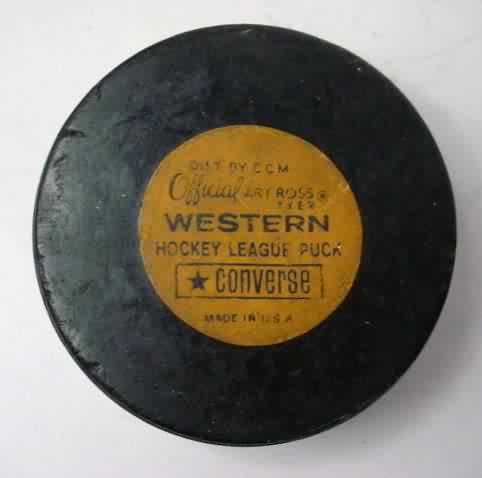 DIST BY CCM
Official ART ROSS ®
TYER
WESTERN
HOCKEY LEAGUE PUCK
★ converse
MADE IN U.S.A